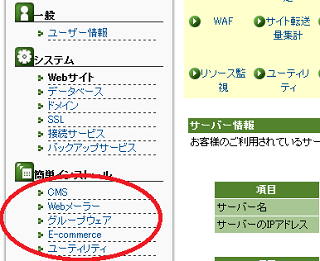 一般
ユーザー情報
システム
Webサイト
データベース
ドメイン
SSL
接続サービス
バックアップサービス
簡単インストール
CMS
Webメーラー
グループウェア
E-commerce
ユーティリティ
WAF
サイト転送
量集計
リソース監
視
ユーティリ
ティ
サーバー情報
お客様のご利用されているサー
項目
サーバー名
サーバーのIPアドレス